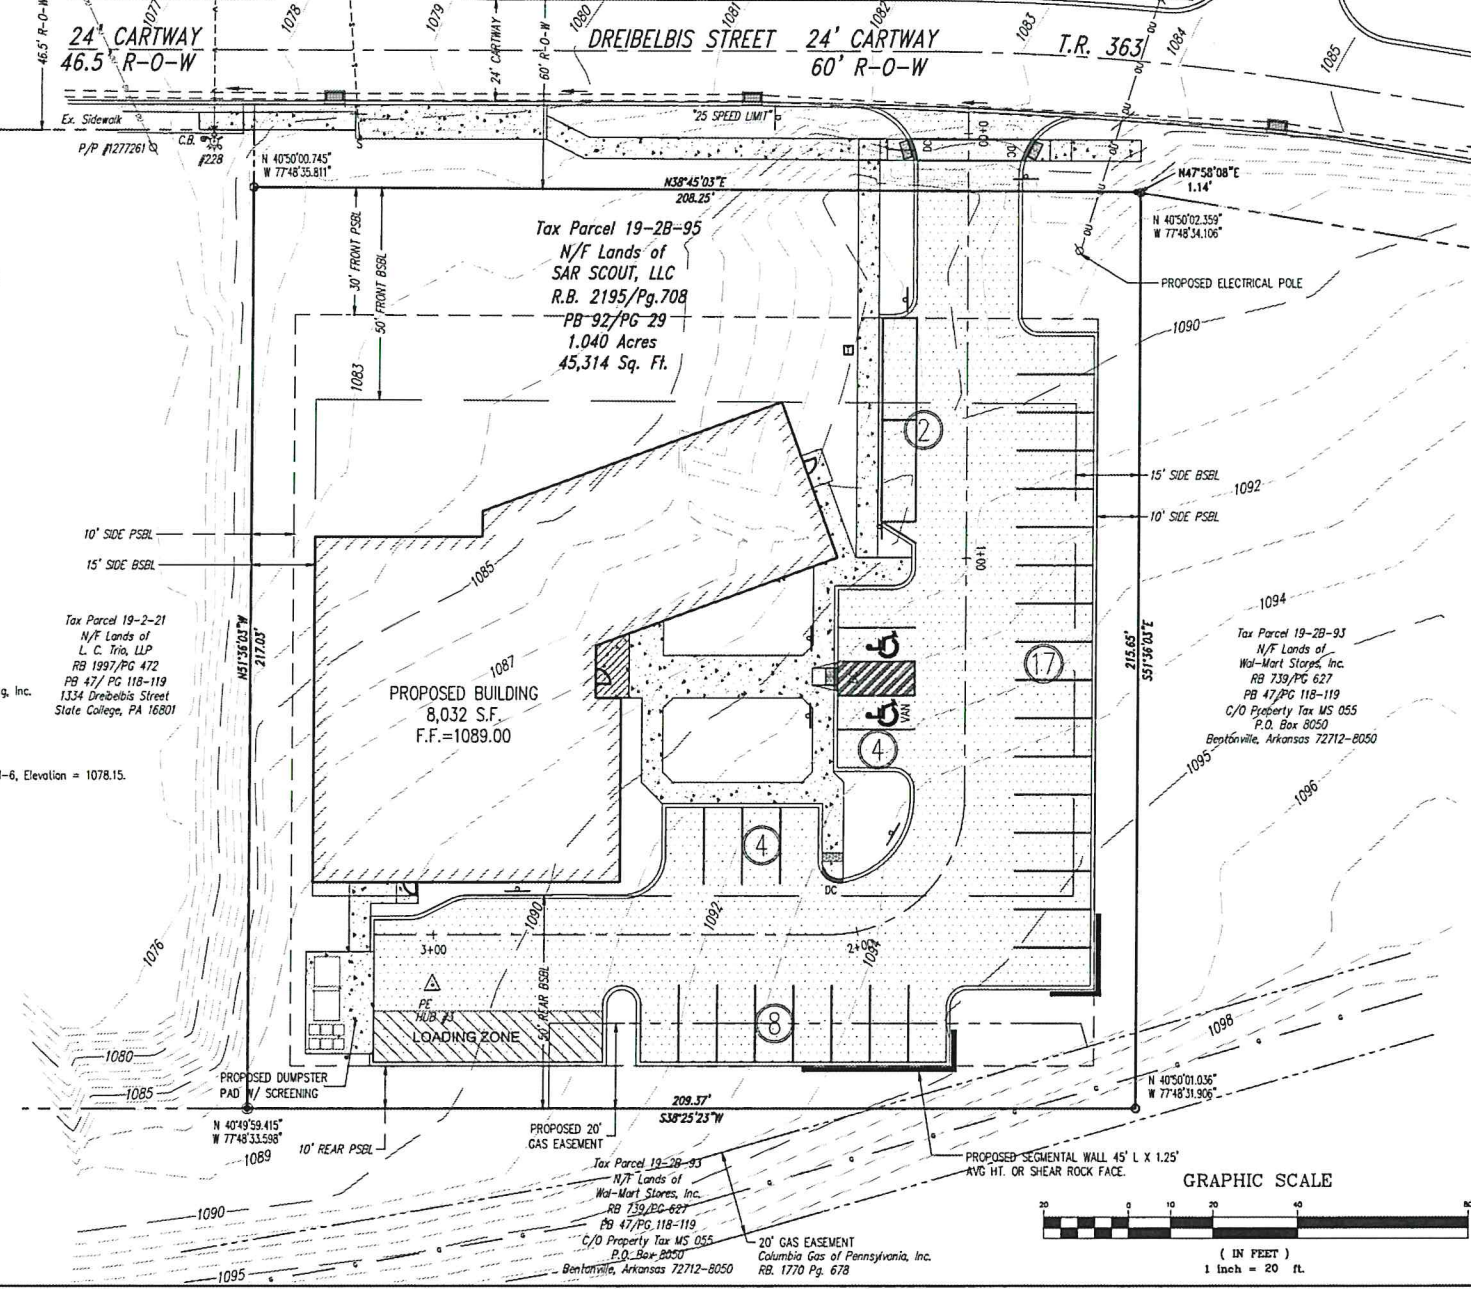 1077
1078
1079
1080
1081
1082
1083
1084
1085
46.5' R-O-W
24' CARTWAY
46.5 R-O-W
24' CARTWAY
60' R-O-W
DREIBELBIS STREET
24' CARTWAY
60' R-O-W
T.R. 363
OU
OU
OU
OU
OU
OU
Ex. Sidewalk
P/P #1277261
C.B.
#228
S
"25 SPEED LIMIT"
DC
0+00
DC
N 40°50'00.745"
W 77°48'35.811"
N38°45'03"E
208.25'
N47°58'08"E
1.14'
N 40°50'02.359"
W 77°48'34.106"
PROPOSED ELECTRICAL POLE
30' FRONT PSBL
50' FRONT BSBL
Tax Parcel 19-2B-95
N/F Lands of
SAR SCOUT, LLC
R.B. 2195/Pg.708
PB 92/PG 29
1.040 Acres
45,314 Sq. Ft.
T
1083
1090
2
15' SIDE BSBL
1092
10' SIDE PSBL
10' SIDE PSBL
15' SIDE BSBL
1085
1+00
1094
Tax Parcel 19-2-21
N/F Lands of
L. C. Trio, LLP
RB 1997/PG 472
PB 47/ PG 118-119
1334 Dreibelbis Street
State College, PA 16801
g, Inc.
N51°36'03"W
217.03'
1087
PROPOSED BUILDING
8,032 S.F.
F.F.=1089.00
VAN
4
17
215.65'
S51°56'03"E
Tax Parcel 19-2B-93
N/F Lands of
Wal-Mart Stores, Inc.
RB 739/PG 627
PB 47/PG 118-119
C/O Property Tax MS 055
P.O. Box 8050
Bentonville, Arkansas 72712-8050
1095
1096
-6, Elevation = 1078.15.
4
DC
1076
1090
1092
3+00
2+00
1094
PE
HUB #3
50' REAR BSBL
LOADING ZONE
8
1098
1080
1085
PROPOSED DUMPSTER
PAD W/ SCREENING
N 40°49'59.415"
W 77°48'33.598"
1089
10' REAR PSBL
209.37'
S38°25'23"W
PROPOSED 20'
GAS EASEMENT
N 40°50'01.036"
W 77°48'31.906"
G
G
G
G
G
G
PROPOSED SEGMENTAL WALL 45' L X 1.25'
AVG HT. OR SHEAR ROCK FACE.
Tax Parcel 19-2B-93
N/F Lands of
Wal-Mart Stores, Inc.
RB 739/PG 627
PB 47/PG 118-119
C/O Property Tax MS 055
P.O. Box 8050
Bentonville, Arkansas 72712-8050
20' GAS EASEMENT
Columbia Gas of Pennsylvania, Inc.
RB. 1770 Pg. 678
1090
1095
GRAPHIC SCALE
20 0 10 20 40 80
( IN FEET )
1 inch = 20 ft.